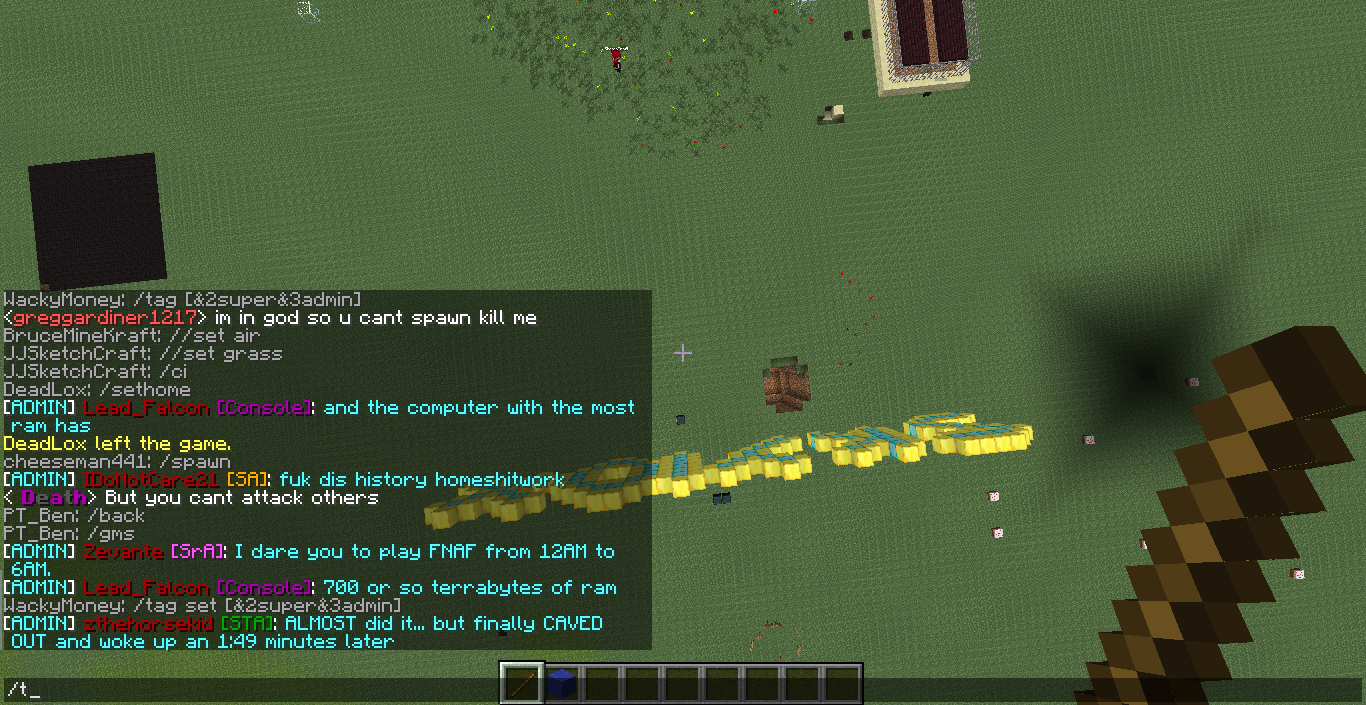 WackyMoney: /tag [&2super&3admin]
<greggardiner1217> im in god so u cant spawn kill me
BruceMineKraft: //set air
JJSketchCraft: //set grass
JJSketchCraft: /ci
DeadLox: /sethome
[ADMIN] Lead_Falcon [Console]: and the computer with the most
ram has
DeadLox left the game.
cheeseman441: /spawn
[ADMIN] IDoNotCare21 [SA]: fuk dis history homeshitwork
< Death> But you cant attack others
PT_Ben: /back
PT_Ben: /gms
[ADMIN] Zevante [SrA]: I dare you to play FNAF from 12AM to
6AM.
[ADMIN] Lead_Falcon [Console]: 700 or so terrabytes of ram
WackyMoney: /tag set [&2super&3admin]
[ADMIN] zthehorsekid [STA]: ALMOST did it... but finally CAVED
OUT and woke up an 1:49 minutes later
/t_